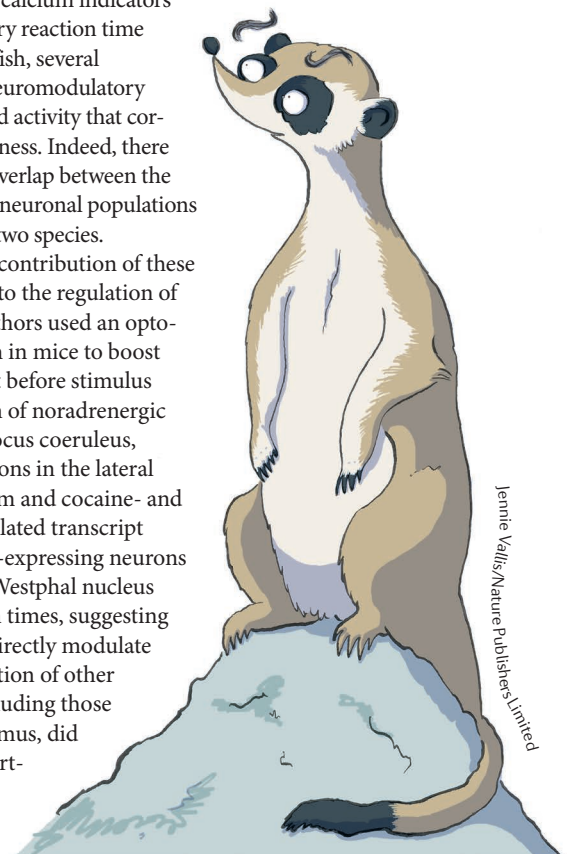 calcium indicators
ry reaction time
fish, several
euromodulatory
d activity that cor-
ness. Indeed, there
verlap between the
neuronal populations
two species.
contribution of these
to the regulation of
thors used an opto-
n in mice to boost
t before stimulus
n of noradrenergic
ocus coeruleus,
ons in the lateral
m and cocaine- and
lated transcript
-expressing neurons
Westphal nucleus
n times, suggesting
irectly modulate
tion of other
uding those
mus, did
rt-
Jennie Vallis/Nature Publishers Limited